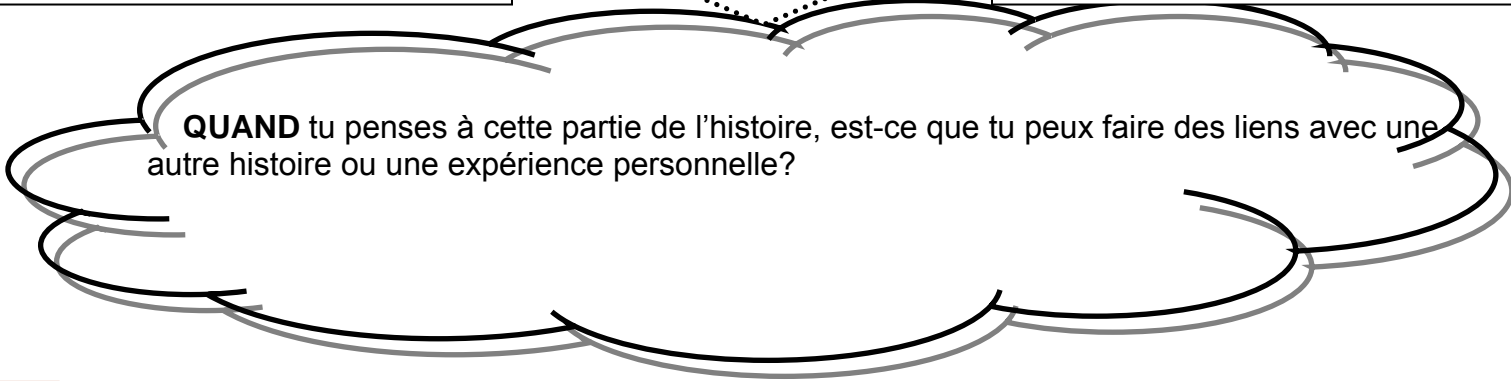 QUAND tu penses à cette partie de l’histoire, est-ce que tu peux faire des liens avec une
autre histoire ou une expérience personnelle?